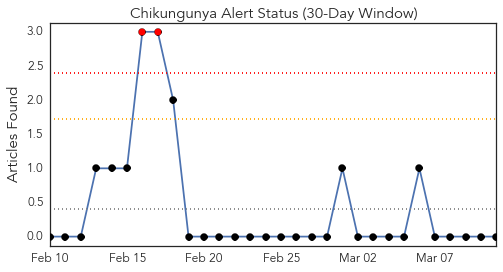 Chikungunya Alert Status (30-Day Window)
Articles Found
3.0
2.5
2.0
1.5
1.0
0.5
0.0
Feb 10 Feb 15 Feb 20 Feb 25 Mar 02 Mar 07